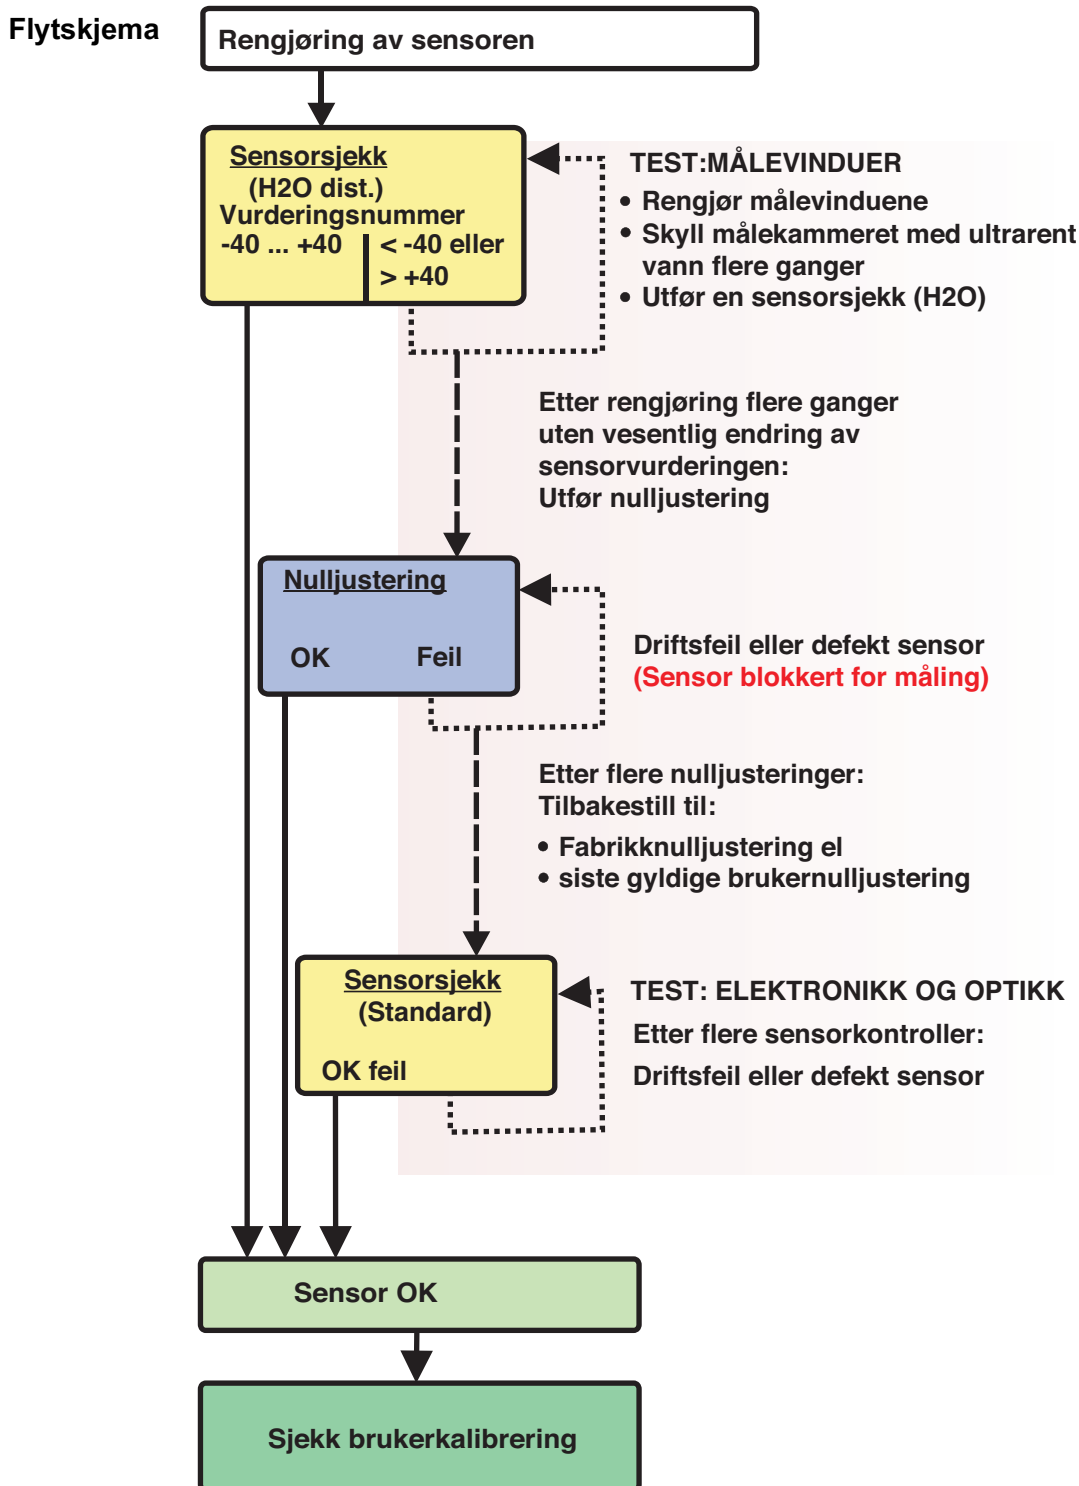 Flytskjema
Rengjøring av sensoren
Sensorsjekk
(H2O dist.)
Vurderingsnummer
-40 ... +40
< -40 eller
> +40
TEST:MÅLEVINDUER
• Rengjør målevinduene
• Skyll målekammeret med ultrarent
vann flere ganger
• Utfør en sensorsjekk (H2O)
Etter rengjøring flere ganger
uten vesentlig endring av
sensorvurderingen:
Utfør nulljustering
Nulljustering
OK Feil
Driftsfeil eller defekt sensor
(Sensor blokkert for måling)
Etter flere nulljusteringer:
Tilbakestill til:
• Fabrikknulljustering el
• siste gyldige brukernulljustering
Sensorsjekk
(Standard)
OK feil
TEST: ELEKTRONIKK OG OPTIKK
Etter flere sensorkontroller:
Driftsfeil eller defekt sensor
Sensor OK
Sjekk brukerkalibrering